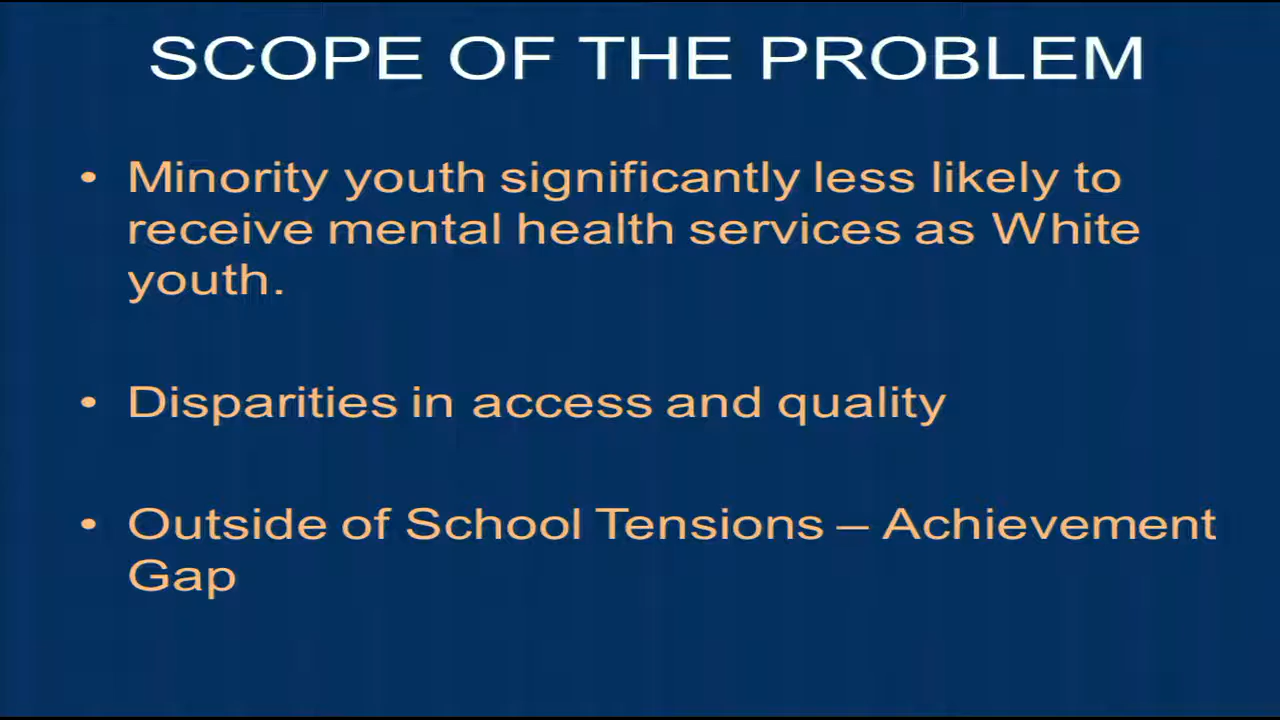 SCOPE OF THE PROBLEM
• Minority youth significantly less likely to
receive mental health services as White
youth.
• Disparities in access and quality
• Outside of School Tensions – Achievement
Gap